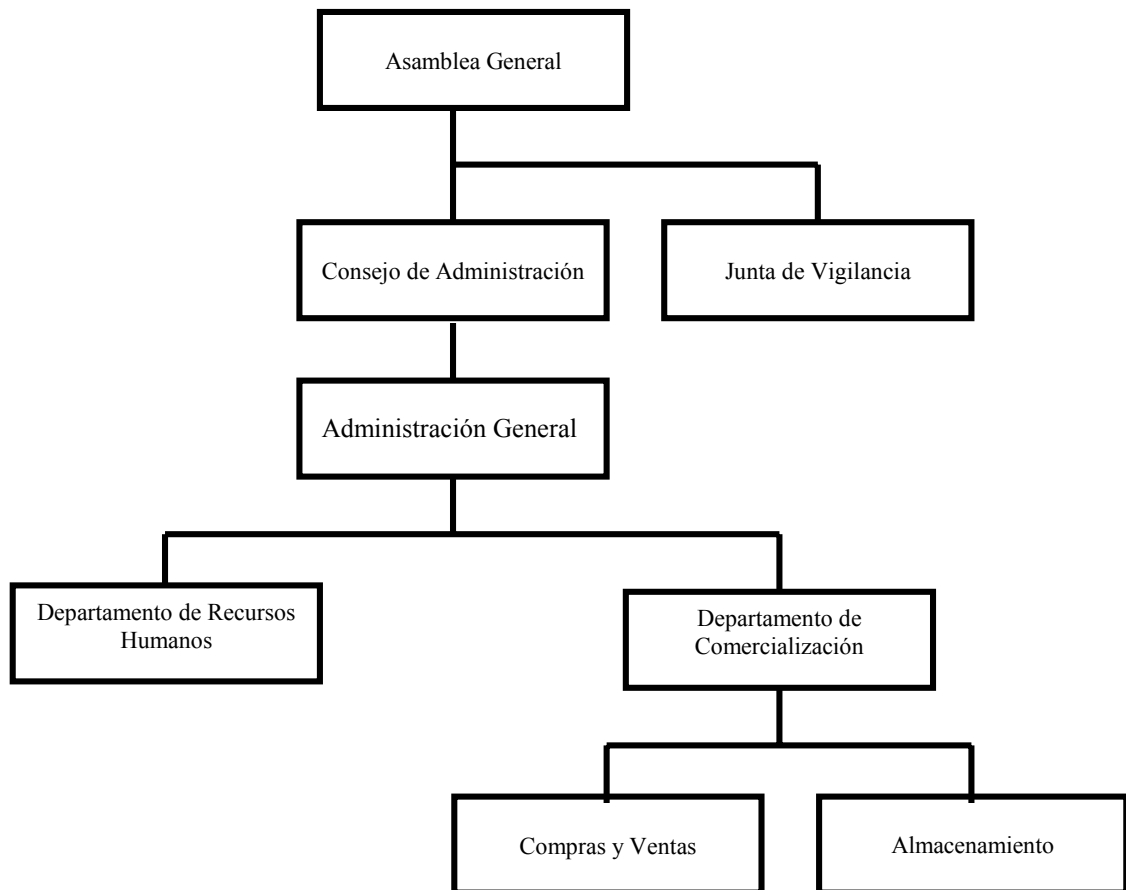 Asamblea General
Consejo de Administración
Junta de Vigilancia
Administración General
Departamento de Recursos
Humanos
Departamento de
Comercialización
Compras y Ventas
Almacenamiento